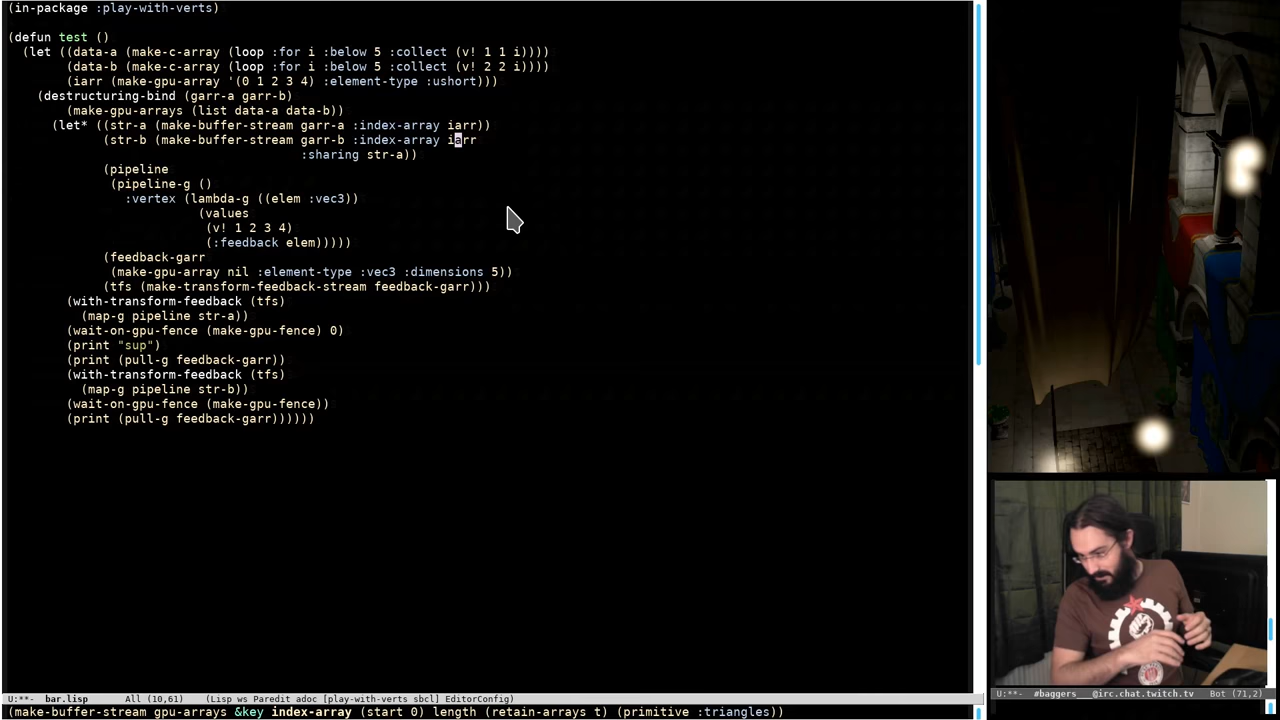 (in-package :play-with-verts)
(defun test ()
(let ((data-a (make-c-array (loop :for i :below 5 :collect (v! 1 1 i))))
(data-b (make-c-array (loop :for i :below 5 :collect (v! 2 2 i))))
(iarr (make-gpu-array '(0 1 2 3 4) :element-type :ushort)))
(destructuring-bind (garr-a garr-b)
(make-gpu-arrays (list data-a data-b))
(let* ((str-a (make-buffer-stream garr-a :index-array iarr))
(str-b (make-buffer-stream garr-b :index-array iarr
:sharing str-a))
(pipeline
(pipeline-g ()
:vertex (lambda-g ((elem :vec3))
(values
(v! 1 2 3 4)
(:feedback elem)))))
(feedback-garr
(make-gpu-array nil :element-type :vec3 :dimensions 5))
(tfs (make-transform-feedback-stream feedback-garr)))
(with-transform-feedback (tfs)
(map-g pipeline str-a))
(wait-on-gpu-fence (make-gpu-fence) 0)
(print "sup")
(print (pull-g feedback-garr))
(with-transform-feedback (tfs)
(map-g pipeline str-b))
(wait-on-gpu-fence (make-gpu-fence))
(print (pull-g feedback-garr))))))
U:**- bar.lisp All (10,61) (Lisp ws Paredit adoc [play-with-verts sbcl] EditorConfig)
(make-buffer-stream gpu-arrays &key index-array (start 0) length (retain-arrays t) (primitive :triangles))
U:**- #baggers___@irc.chat.twitch.tv Bot (71,2)